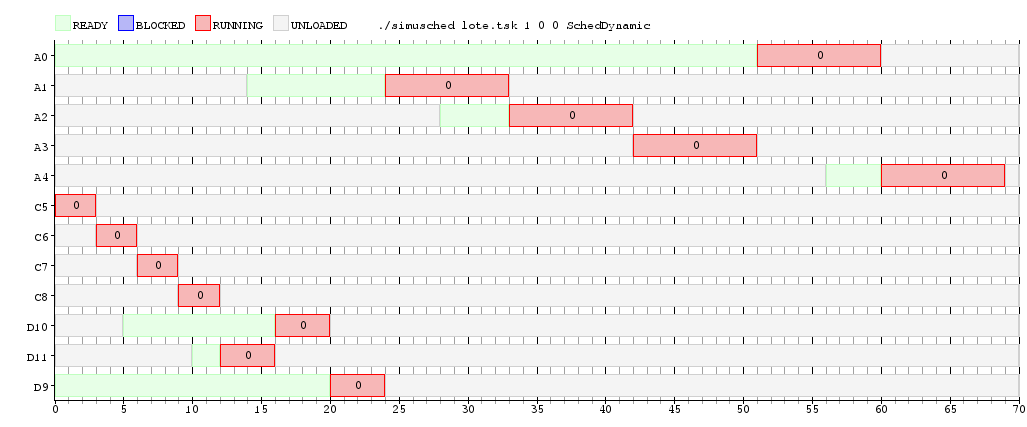 READY BLOCKED RUNNING UNLOADED ./simusched lote.tsk 1 0 0 SchedDynamic
A0 0
A1 0
A2 0
A3 0
A4 0
C5 0
C6 0
C7 0
C8 0
D10 0
D11 0
D9 0
0 5 10 15 20 25 30 35 40 45 50 55 60 65 70